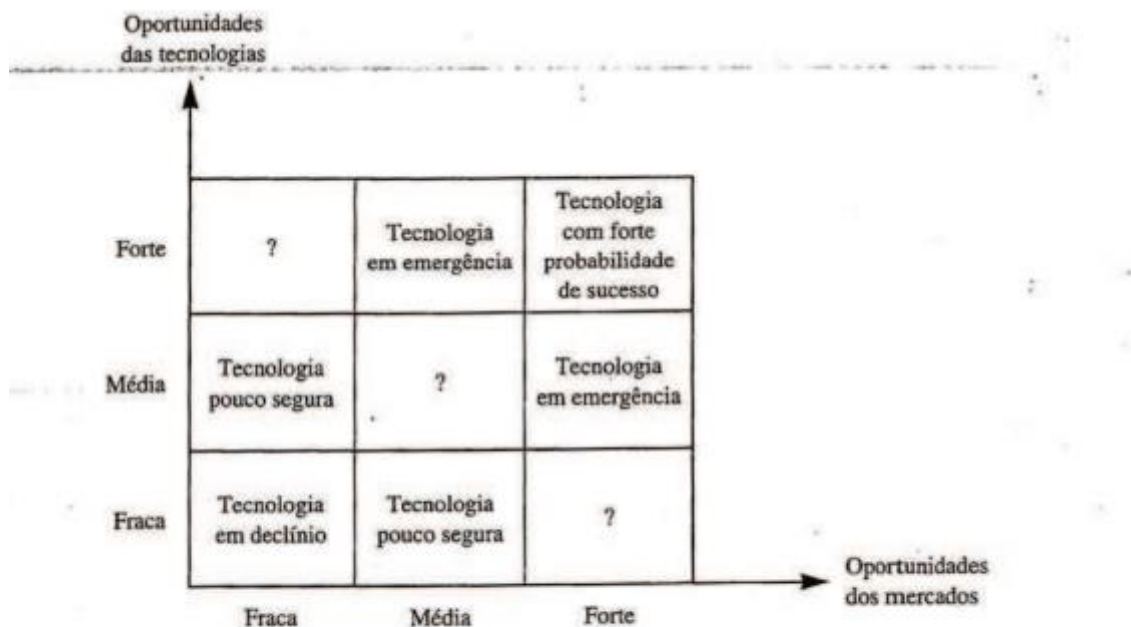 Oportunidades
das tecnologias
Forte
?
Tecnologia
em emergência
Tecnologia
com forte
probabilidade
de sucesso
Média
Tecnologia
pouco segura
?
Tecnologia
em emergência
Fraca
Tecnologia
em declínio
Tecnologia
pouco segura
?
Oportunidades
dos mercados
Fraca
Média
Forte